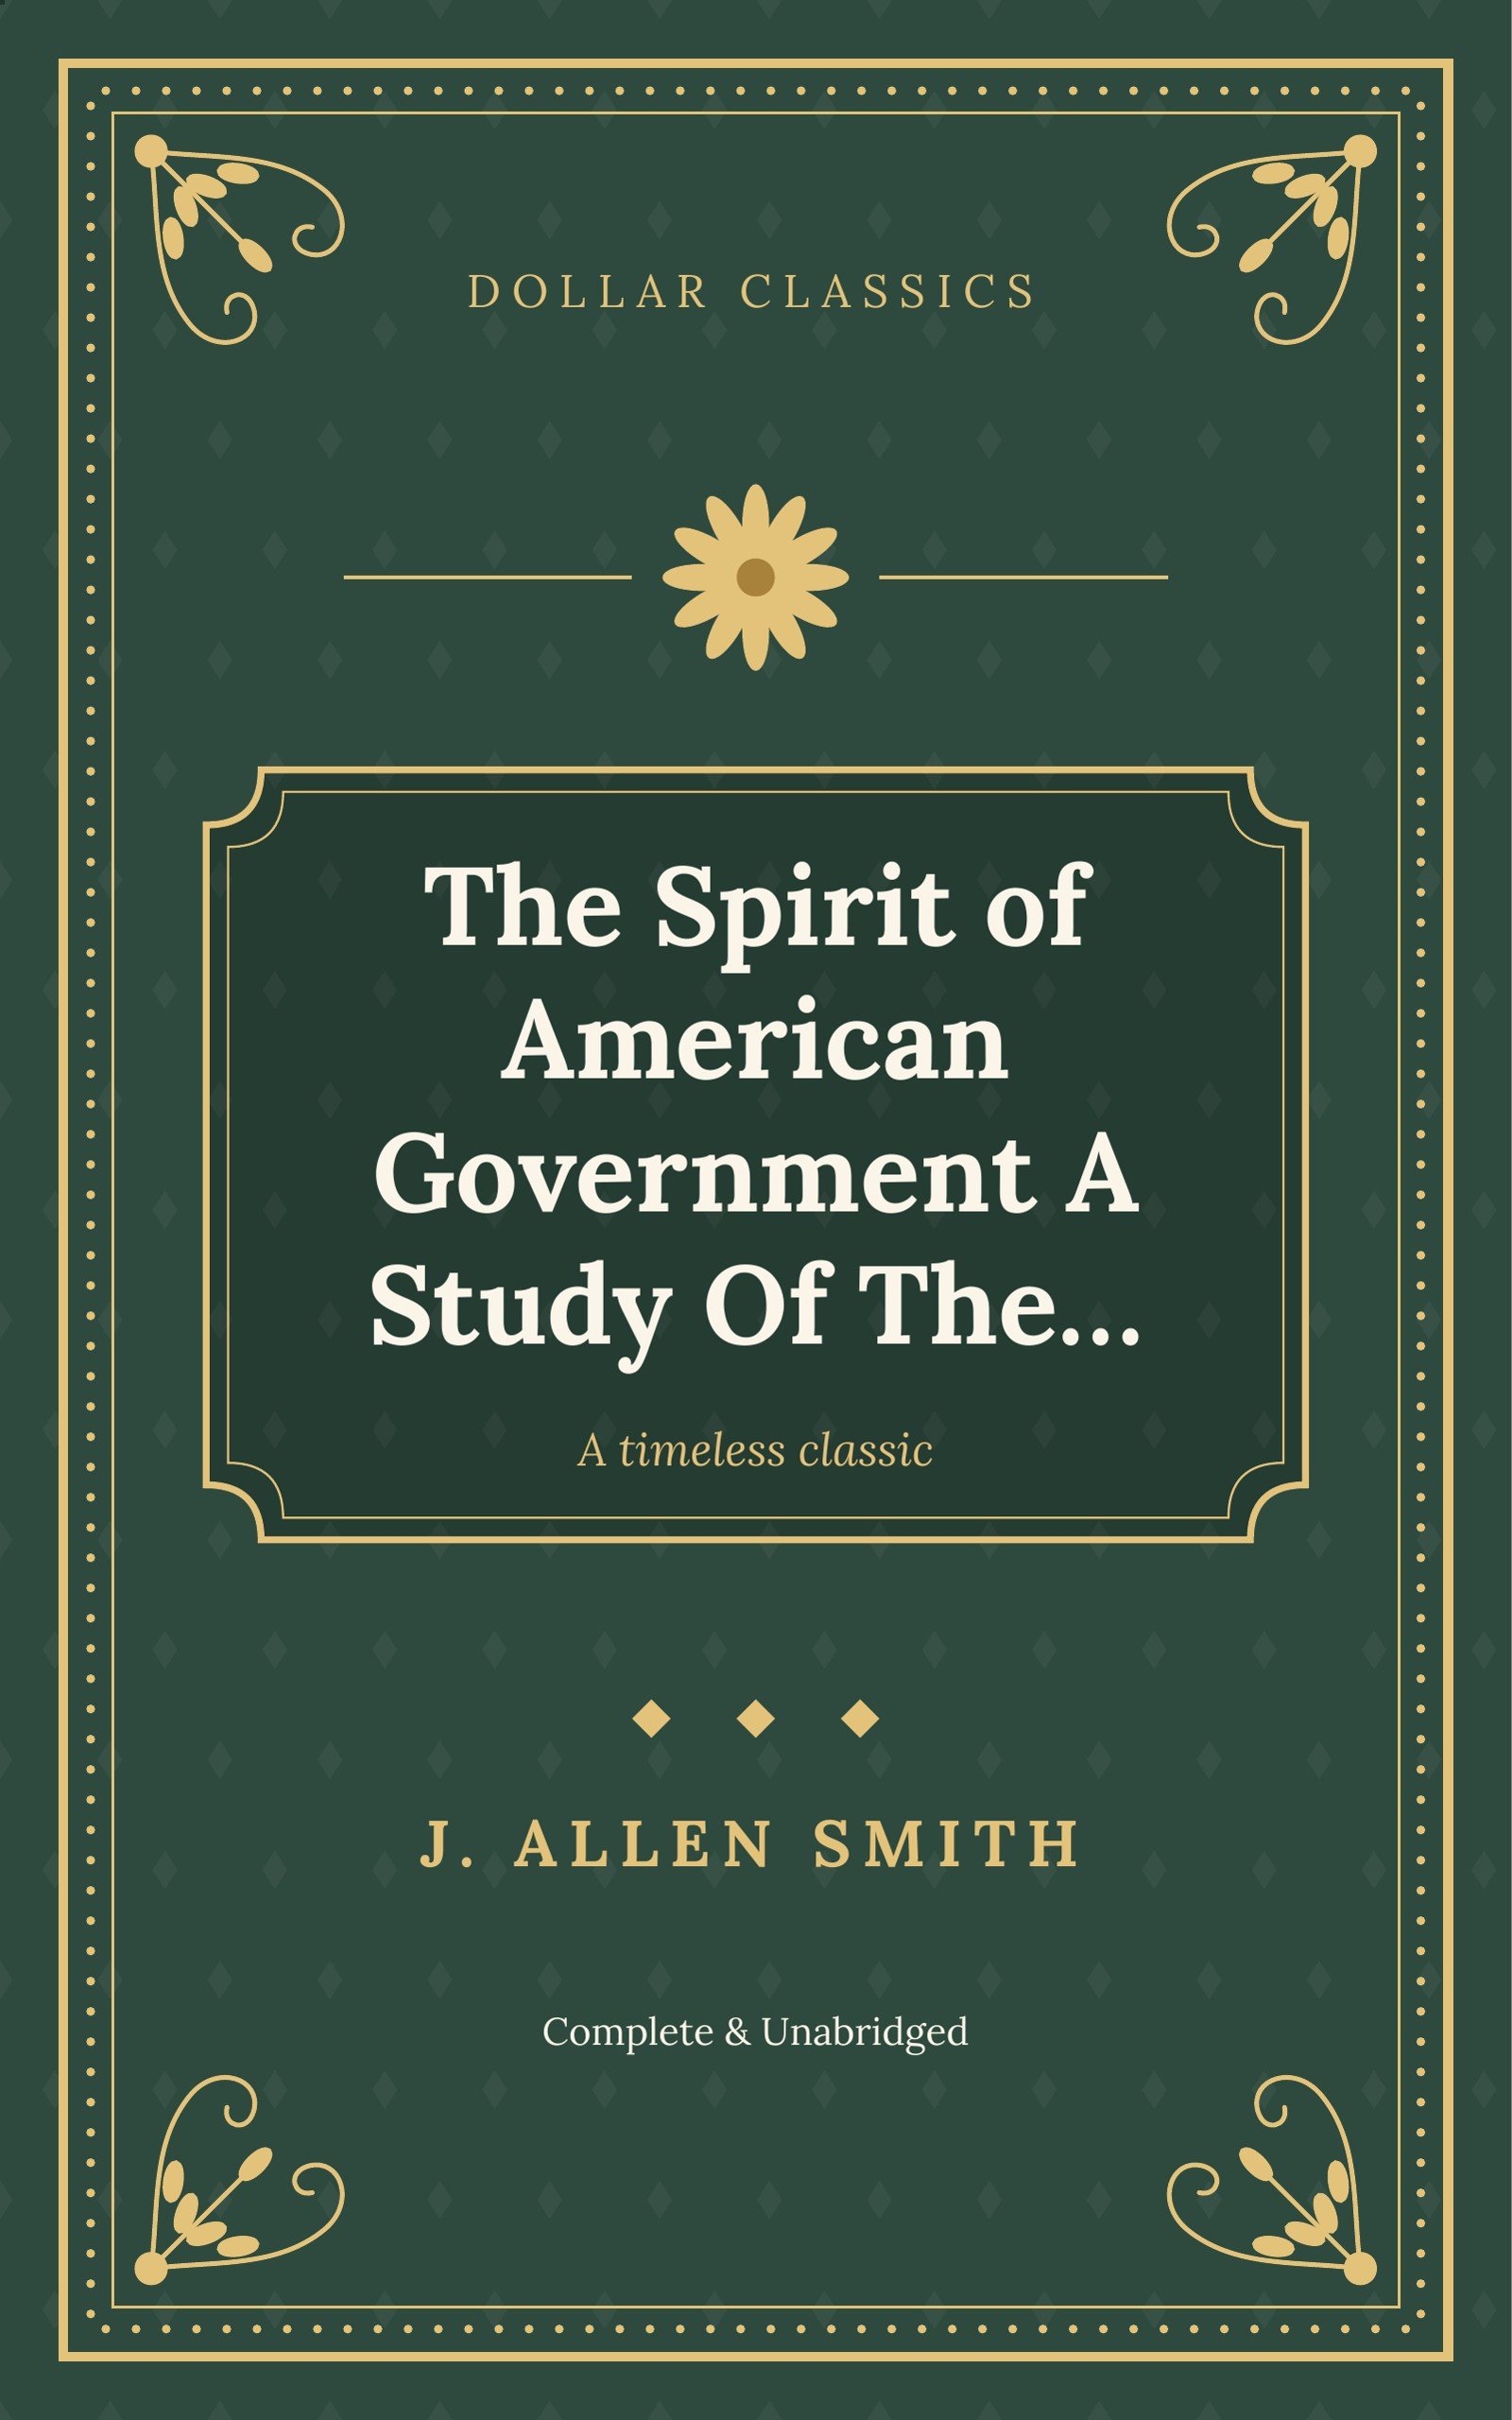 DOLLAR CLASSICS
The Spirit of
American
Government A
Study Of The...
A timeless classic
J. ALLEN SMITH
Complete & Unabridged